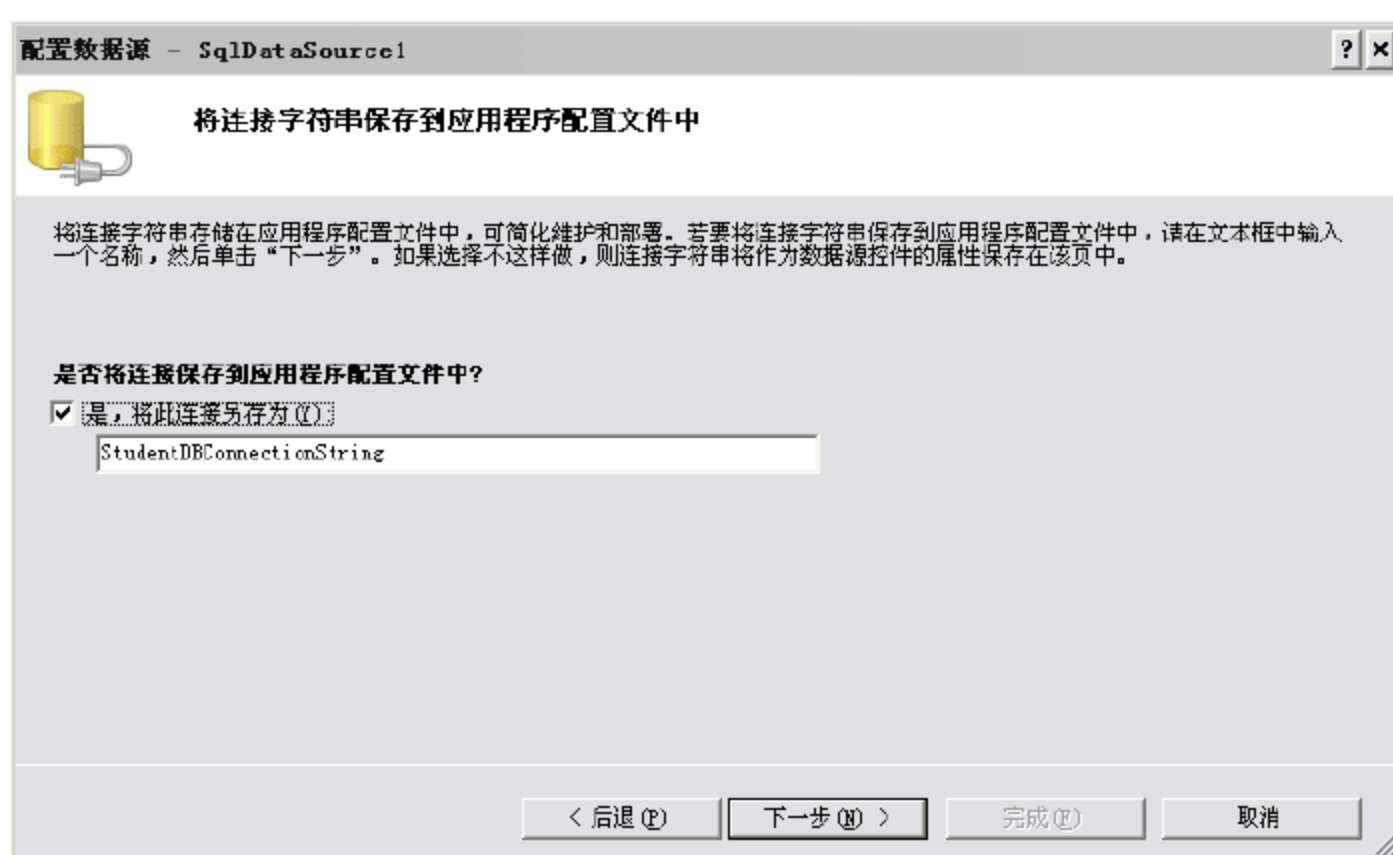 配置数据源 - SqlDataSource1
将连接字符串保存到应用程序配置文件中
将连接字符串存储在应用程序配置文件中，可简化维护和部署。若要将连接字符串保存到应用程序配置文件中，请在文本框中输入
一个名称，然后单击“下一步”。如果选择不这样做，则连接字符串将作为数据源控件的属性保存在该页中。
是否将连接保存到应用程序配置文件中?
是，将此连接另存为(Y):
StudentDBConnectionString
< 后退(P) 下一步(N) > 完成(F) 取消